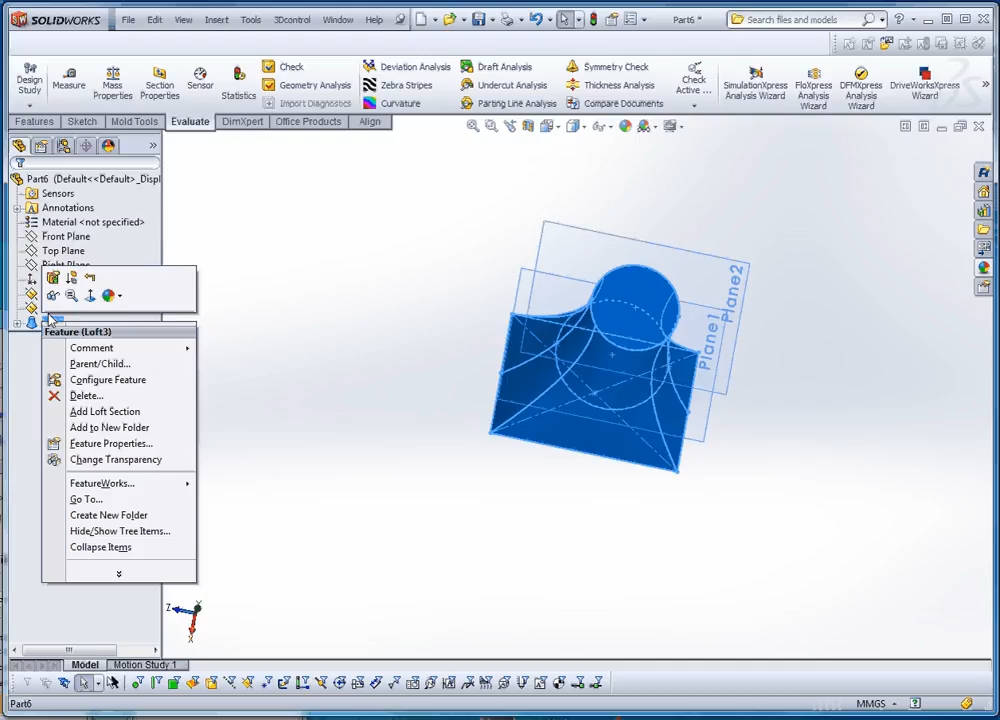 SOLIDWORKS File Edit View Insert Tools 3Dcontrol Window Help Part6 * Search files and models
Design Study
Measure
Mass Properties
Section Properties
Sensor
Statistics
Check
Geometry Analysis
Import Diagnostics
Deviation Analysis
Zebra Stripes
Curvature
Draft Analysis
Undercut Analysis
Parting Line Analysis
Symmetry Check
Thickness Analysis
Compare Documents
Check Active ...
SimulationXpress Analysis Wizard
FloXpress Analysis Wizard
DFMXpress Analysis Wizard
DriveWorksXpress Wizard
Features Sketch Mold Tools Evaluate DimXpert Office Products Align
Part6 (Default<<Default>_Displ
Sensors
Annotations
Material <not specified>
Front Plane
Top Plane
Right Plane
Feature (Loft3)
Comment
Parent/Child...
Configure Feature
Delete...
Add Loft Section
Add to New Folder
Feature Properties...
Change Transparency
FeatureWorks...
Go To...
Create New Folder
Hide/Show Tree Items...
Collapse Items
Plane2
Plane1
Z
X
Model Motion Study 1
Part6 MMGS